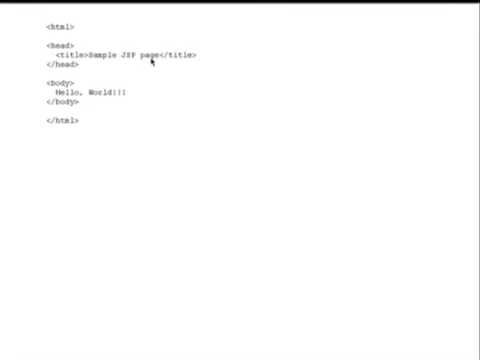 <html>
<head>
<title>Sample JSP page</title>
</head>
<body>
Hello, World!!!
</body>
</html>